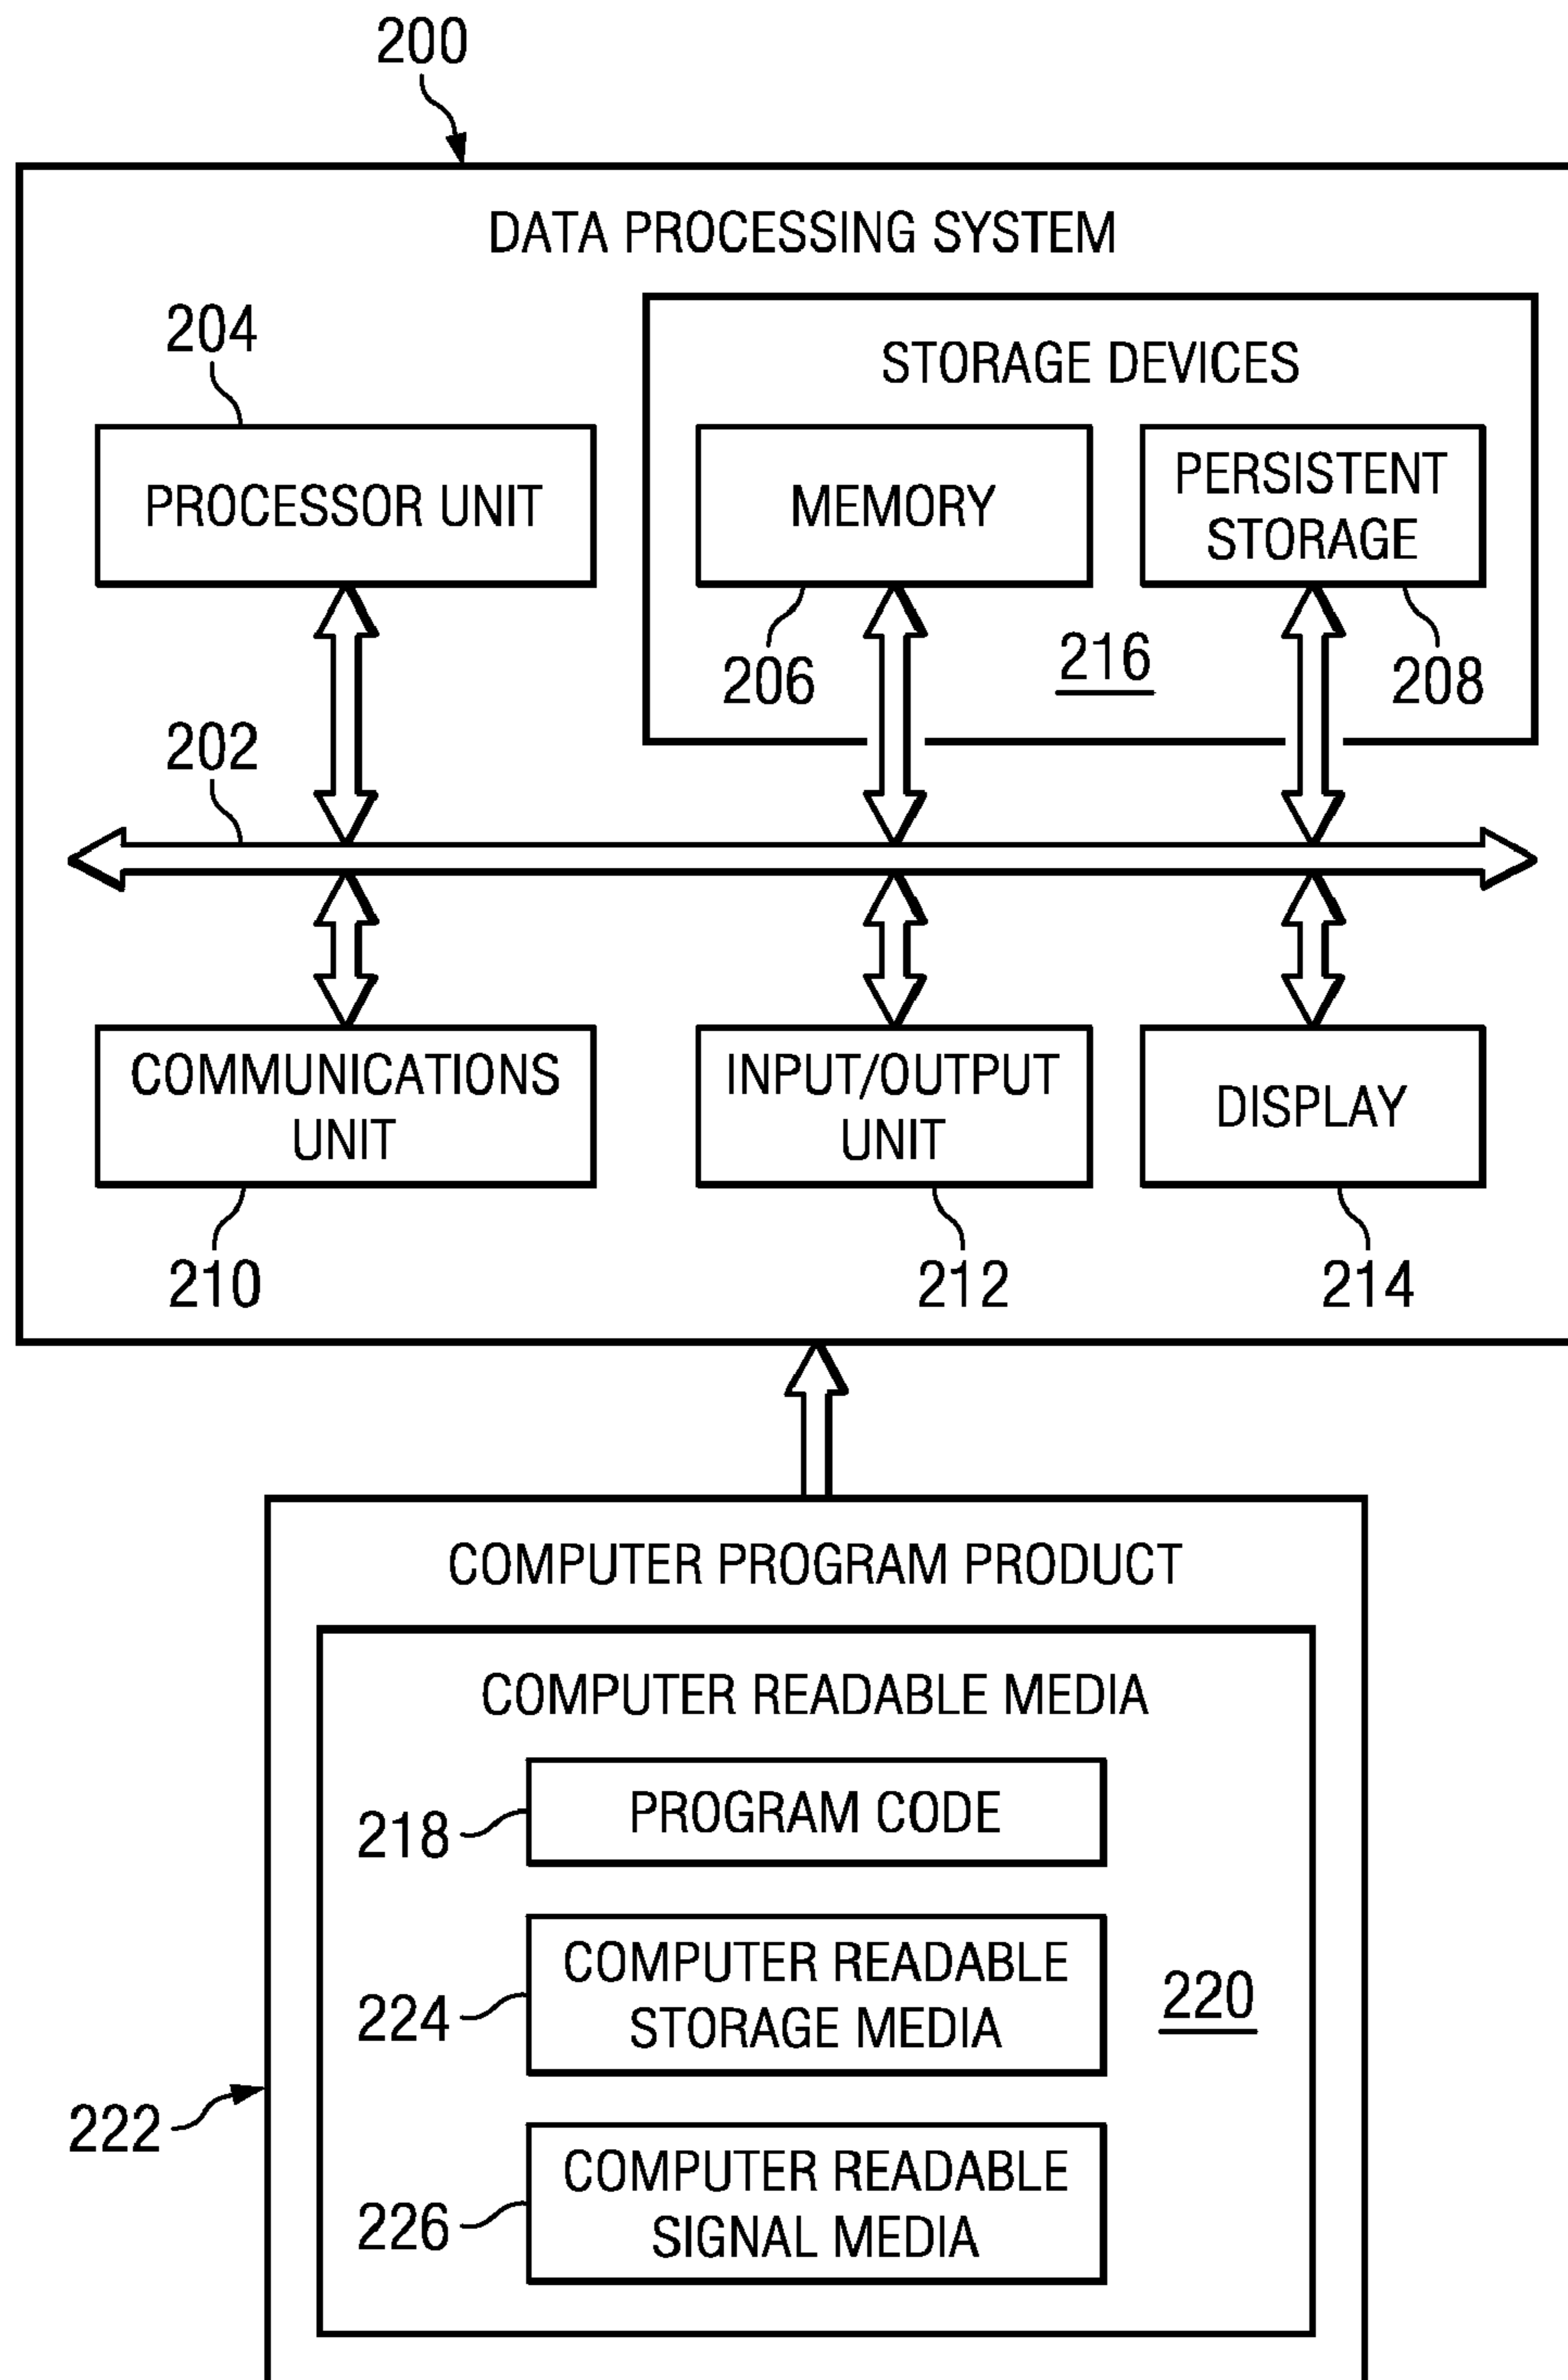 200
DATA PROCESSING SYSTEM
204
STORAGE DEVICES
PROCESSOR UNIT
MEMORY
PERSISTENT
STORAGE
206
216
208
202
COMMUNICATIONS
UNIT
INPUT/OUTPUT
UNIT
DISPLAY
210
212
214
COMPUTER PROGRAM PRODUCT
COMPUTER READABLE MEDIA
218
PROGRAM CODE
224
COMPUTER READABLE
STORAGE MEDIA
220
222
226
COMPUTER READABLE
SIGNAL MEDIA